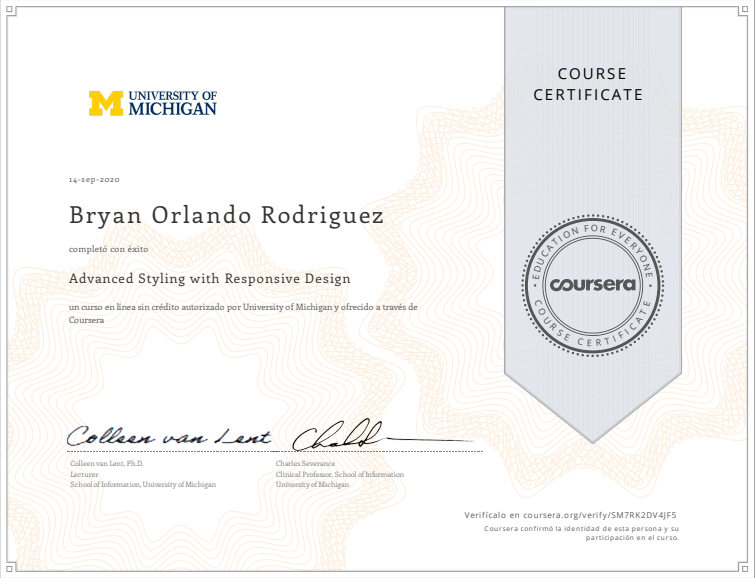 UNIVERSITY OF
MICHIGAN
COURSE
CERTIFICATE
14-sep-2020
Bryan Orlando Rodriguez
completó con éxito
Advanced Styling with Responsive Design
un curso en línea sin crédito autorizado por University of Michigan y ofrecido a través de
Coursera
EDUCATION FOR EVERYONE
coursera
COURSE CERTIFICATE
Colleen van Lent
Colleen van Lent, Ph.D.
Lecturer
School of Information, University of Michigan
Charles Severance
Clinical Professor, School of Information
University of Michigan
Verifícalo en coursera.org/verify/SM7RK2DV4JF5
Coursera confirmó la identidad de esta persona y su
participación en el curso.